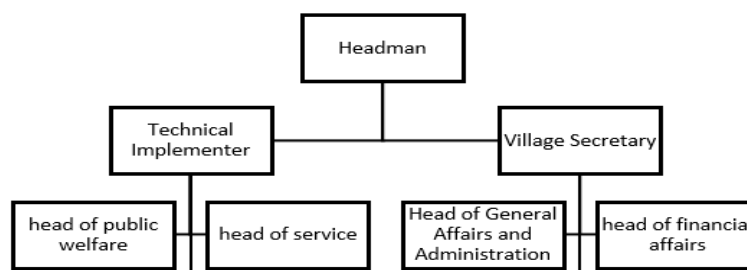 Headman
Technical
Implementer
Village Secretary
head of public
welfare
head of service
Head of General
Affairs and
Administration
head of financial
affairs